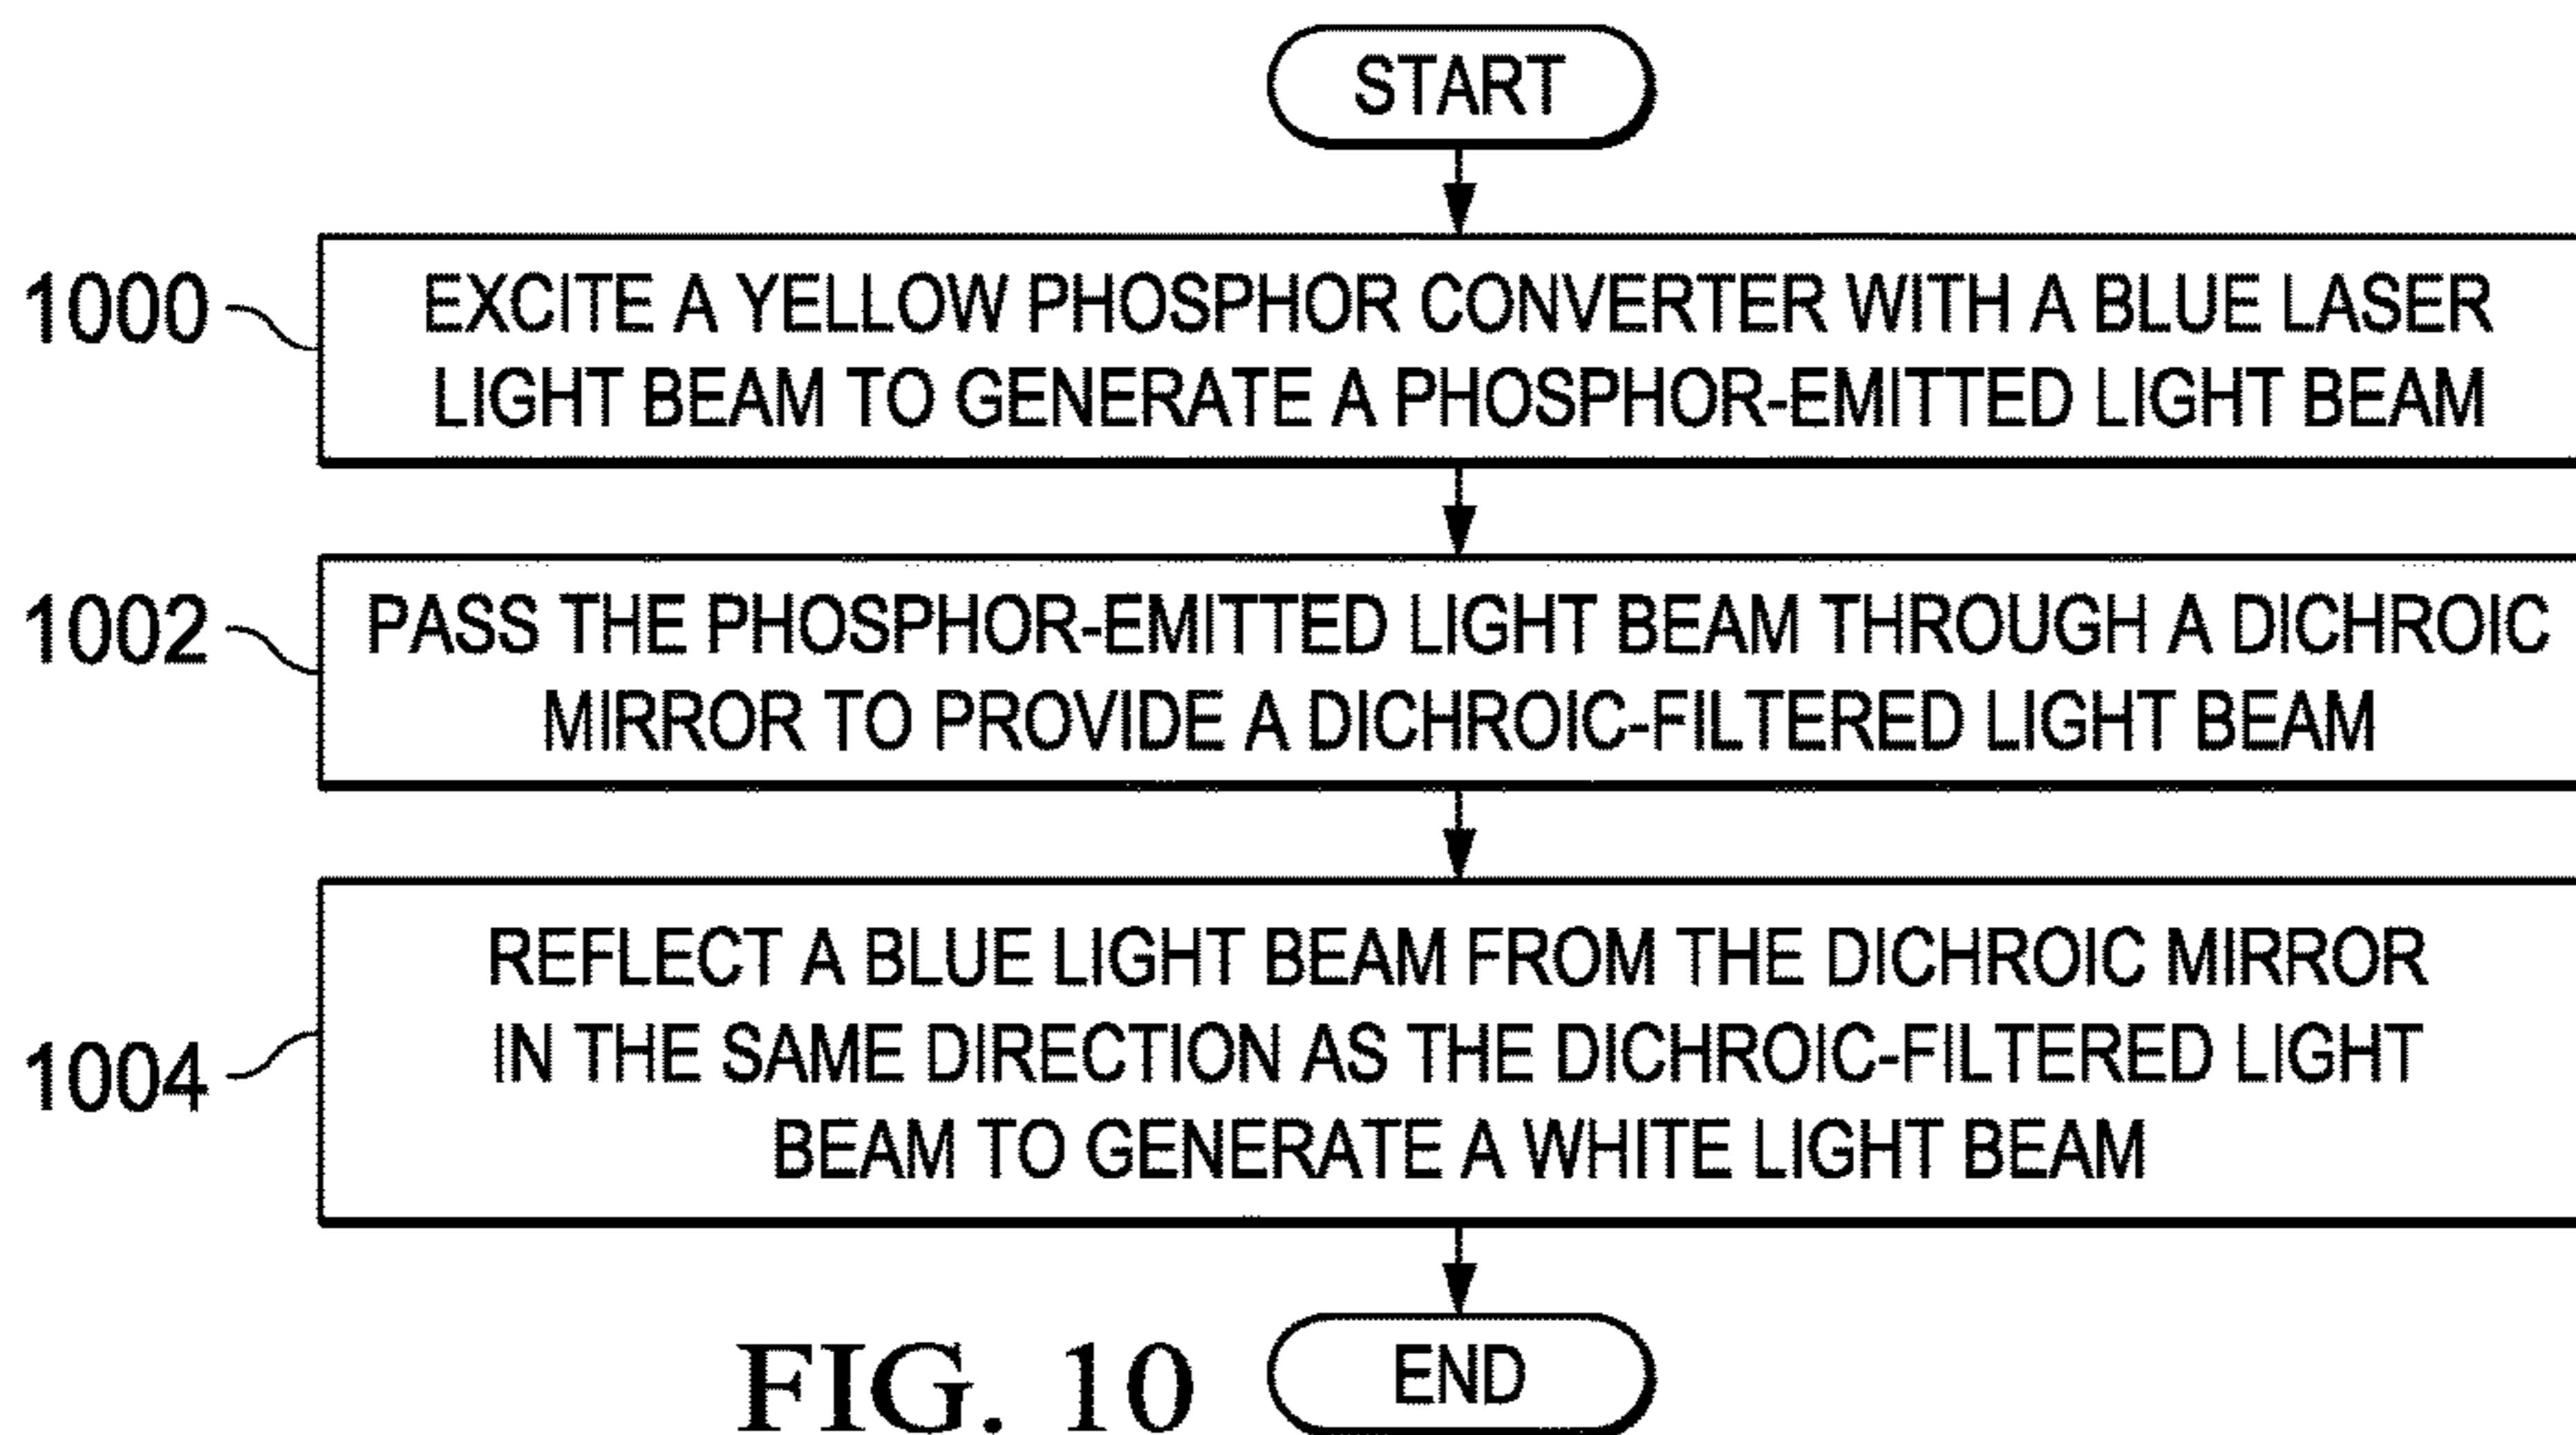 START
1000
EXCITE A YELLOW PHOSPHOR CONVERTER WITH A BLUE LASER
LIGHT BEAM TO GENERATE A PHOSPHOR-EMITTED LIGHT BEAM
1002
PASS THE PHOSPHOR-EMITTED LIGHT BEAM THROUGH A DICHROIC
MIRROR TO PROVIDE A DICHROIC-FILTERED LIGHT BEAM
1004
REFLECT A BLUE LIGHT BEAM FROM THE DICHROIC MIRROR
IN THE SAME DIRECTION AS THE DICHROIC-FILTERED LIGHT
BEAM TO GENERATE A WHITE LIGHT BEAM
END
FIG. 10